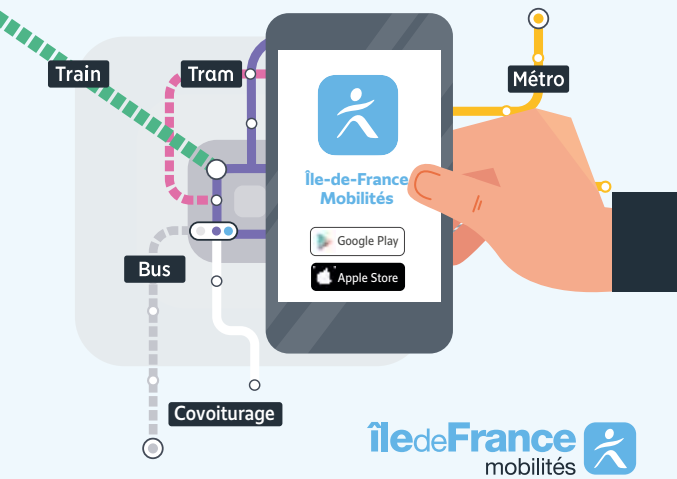 Train
Tram
Métro
Île-de-France
Mobilités
Google Play
Apple Store
Bus
Covoiturage
îledeFrance
mobilités